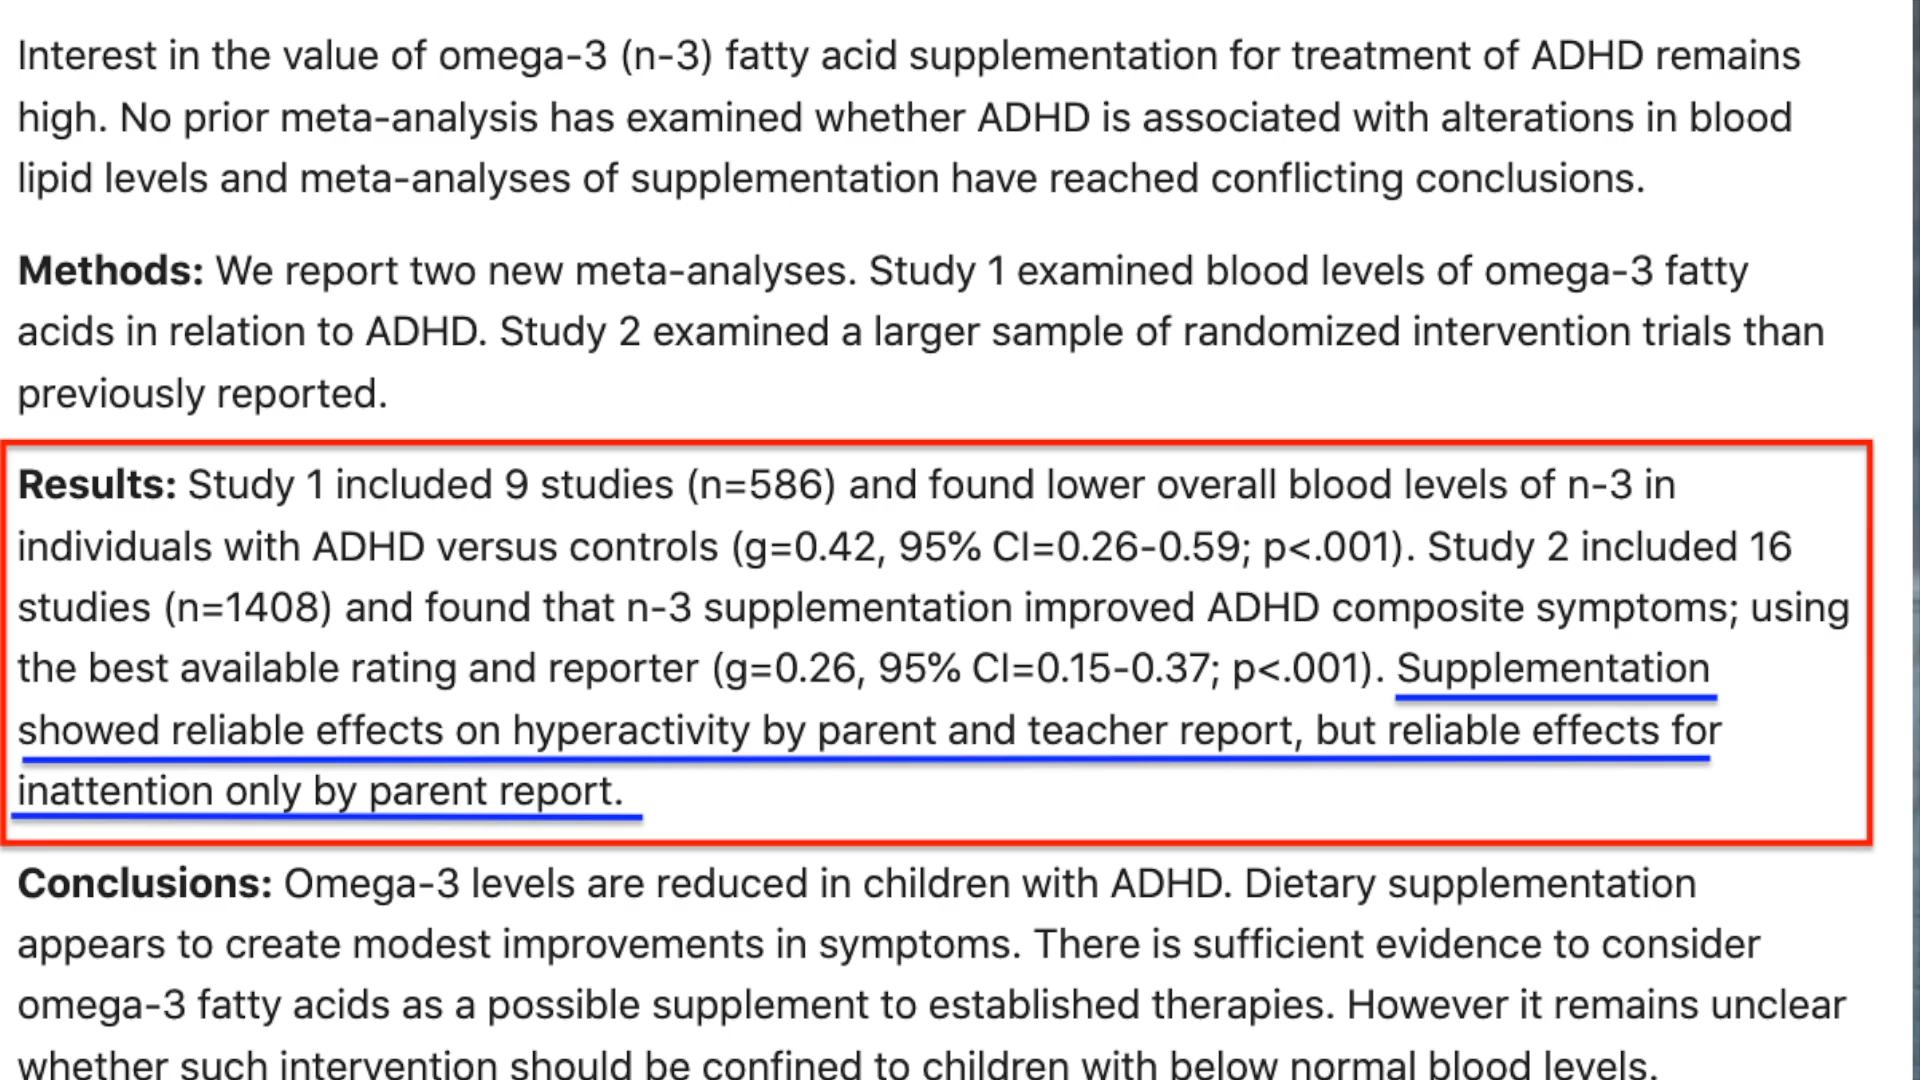 Interest in the value of omega-3 (n-3) fatty acid supplementation for treatment of ADHD remains
high. No prior meta-analysis has examined whether ADHD is associated with alterations in blood
lipid levels and meta-analyses of supplementation have reached conflicting conclusions.
Methods: We report two new meta-analyses. Study 1 examined blood levels of omega-3 fatty
acids in relation to ADHD. Study 2 examined a larger sample of randomized intervention trials than
previously reported.
Results: Study 1 included 9 studies (n=586) and found lower overall blood levels of n-3 in
individuals with ADHD versus controls (g=0.42, 95% CI=0.26-0.59; p<.001). Study 2 included 16
studies (n=1408) and found that n-3 supplementation improved ADHD composite symptoms; using
the best available rating and reporter (g=0.26, 95% CI=0.15-0.37; p<.001). Supplementation
showed reliable effects on hyperactivity by parent and teacher report, but reliable effects for
inattention only by parent report.
Conclusions: Omega-3 levels are reduced in children with ADHD. Dietary supplementation
appears to create modest improvements in symptoms. There is sufficient evidence to consider
omega-3 fatty acids as a possible supplement to established therapies. However it remains unclear
whether such intervention should be confined to children with below normal blood levels.